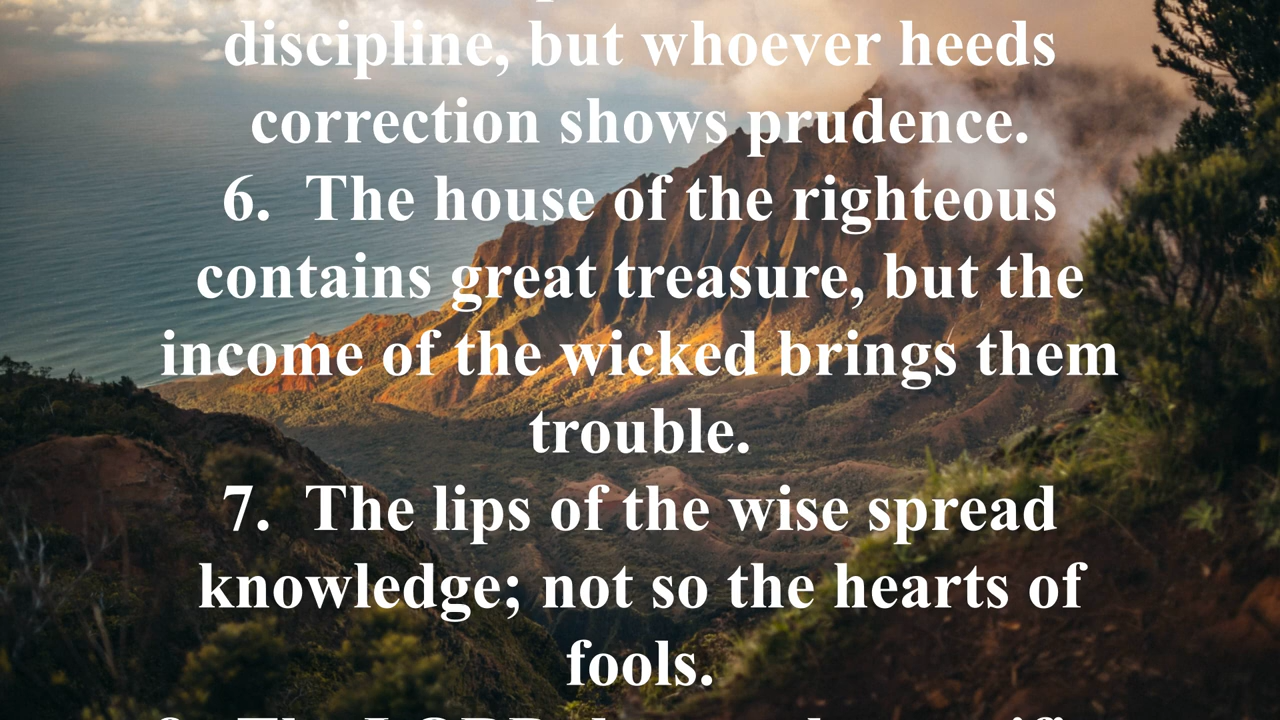 discipline, but whoever heeds
correction shows prudence.
6. The house of the righteous
contains great treasure, but the
income of the wicked brings them
trouble.
7. The lips of the wise spread
knowledge; not so the hearts of
fools.